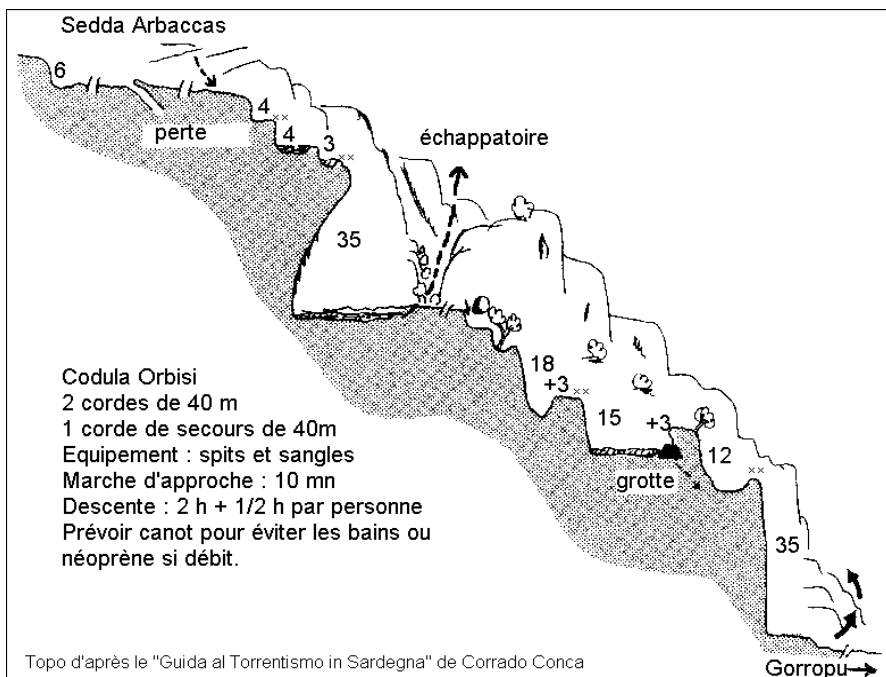 Sedda Arbaccas
6
4
perte
4
3
échappatoire
35
18
+3
15
+3
12
grotte
35
Codula Orbisi
2 cordes de 40 m
1 corde de secours de 40m
Equipement : spits et sangles
Marche d'approche : 10 mn
Descente : 2 h + 1/2 h par personne
Prévoir canot pour éviter les bains ou
néoprène si débit.
Topo d'après le "Guida al Torrentismo in Sardegna" de Corrado Conca
Gorropu